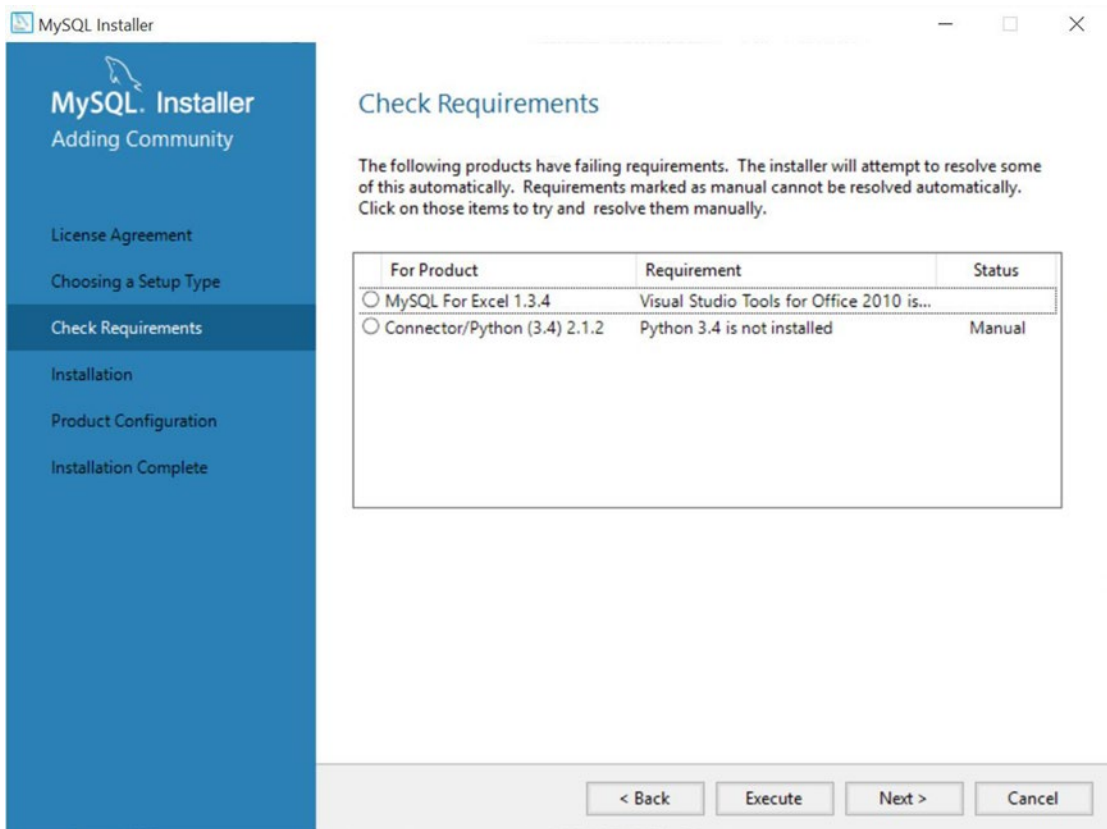 MySQL Installer
MySQL. Installer
Adding Community
License Agreement
Choosing a Setup Type
Check Requirements
Installation
Product Configuration
Installation Complete
Check Requirements
The following products have failing requirements. The installer will attempt to resolve some
of this automatically. Requirements marked as manual cannot be resolved automatically.
Click on those items to try and resolve them manually.
For Product Requirement Status
MySQL For Excel 1.3.4 Visual Studio Tools for Office 2010 is...
Connector/Python (3.4) 2.1.2 Python 3.4 is not installed Manual
< Back Execute Next > Cancel